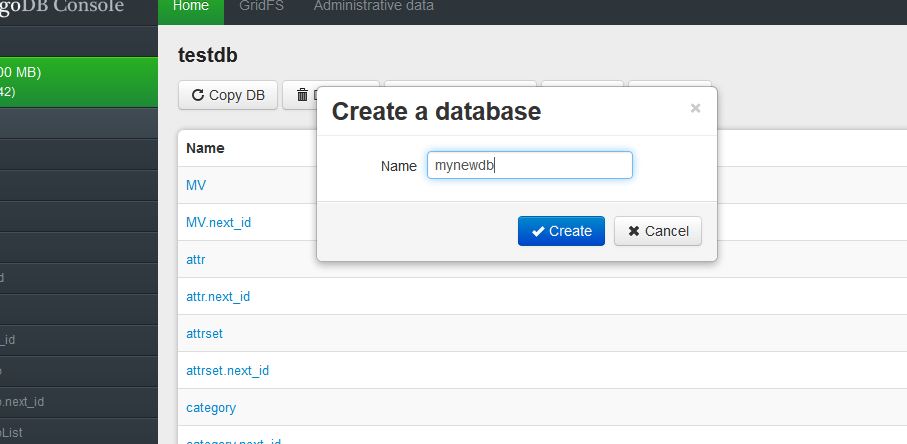 goDB Console
Home GridFS Administrative data
00 MB)
42)
testdb
Copy DB
Create a database
×
Name mynewdb
Create Cancel
Name
MV
MV.next_id
attr
attr.next_id
attrset
attrset.next_id
category
category.next_id
d
_id
.next_id
List